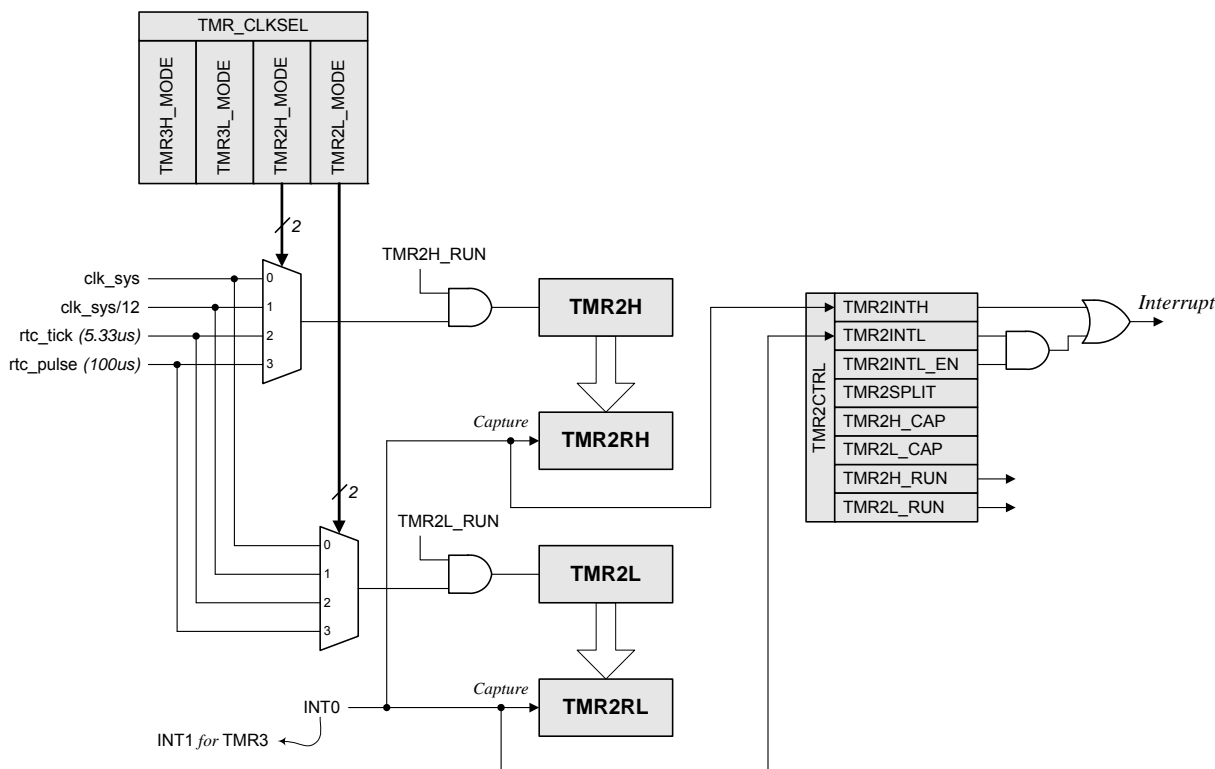 TMR_CLKSEL
TMR3H_MODE
TMR3L_MODE
TMR2H_MODE
TMR2L_MODE
2
clk_sys
clk_sys/12
rtc_tick (5.33us)
rtc_pulse (100us)
0
1
2
3
TMR2H_RUN
TMR2H
Capture
TMR2RH
2
0
1
2
3
TMR2L_RUN
TMR2L
Capture
TMR2RL
INT0
INT1 for TMR3
TMR2CTRL
TMR2INTH
TMR2INTL
TMR2INTL_EN
TMR2SPLIT
TMR2H_CAP
TMR2L_CAP
TMR2H_RUN
TMR2L_RUN
Interrupt